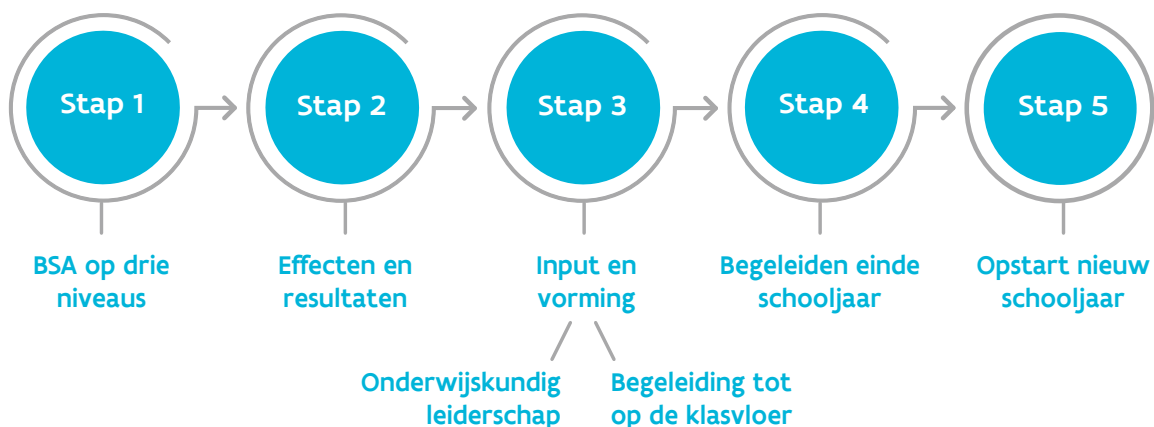 Stap 1
Stap 2
Stap 3
Stap 4
Stap 5
BSA op drie
niveaus
Effecten en
resultaten
Input en
vorming
Begeleiden einde
schooljaar
Opstart nieuw
schooljaar
Onderwijskundig
leiderschap
Begeleiding tot
op de klasvloer